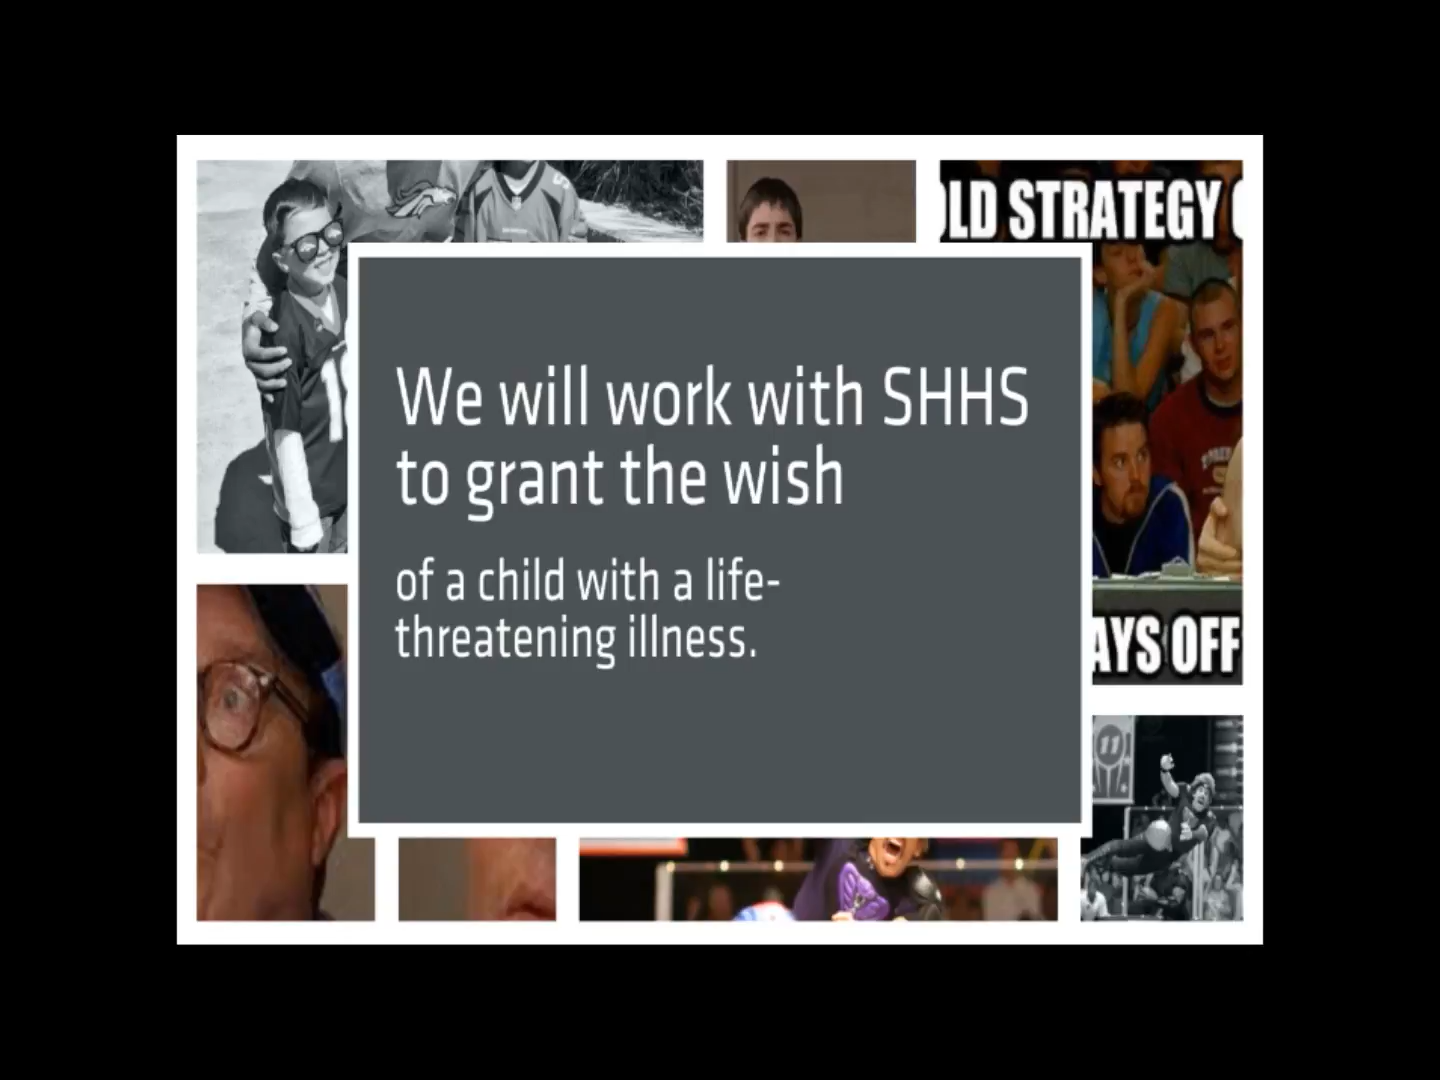 LD STRATEGY
We will work with SHHS
to grant the wish
of a child with a life-
threatening illness.
AYS OFF
11